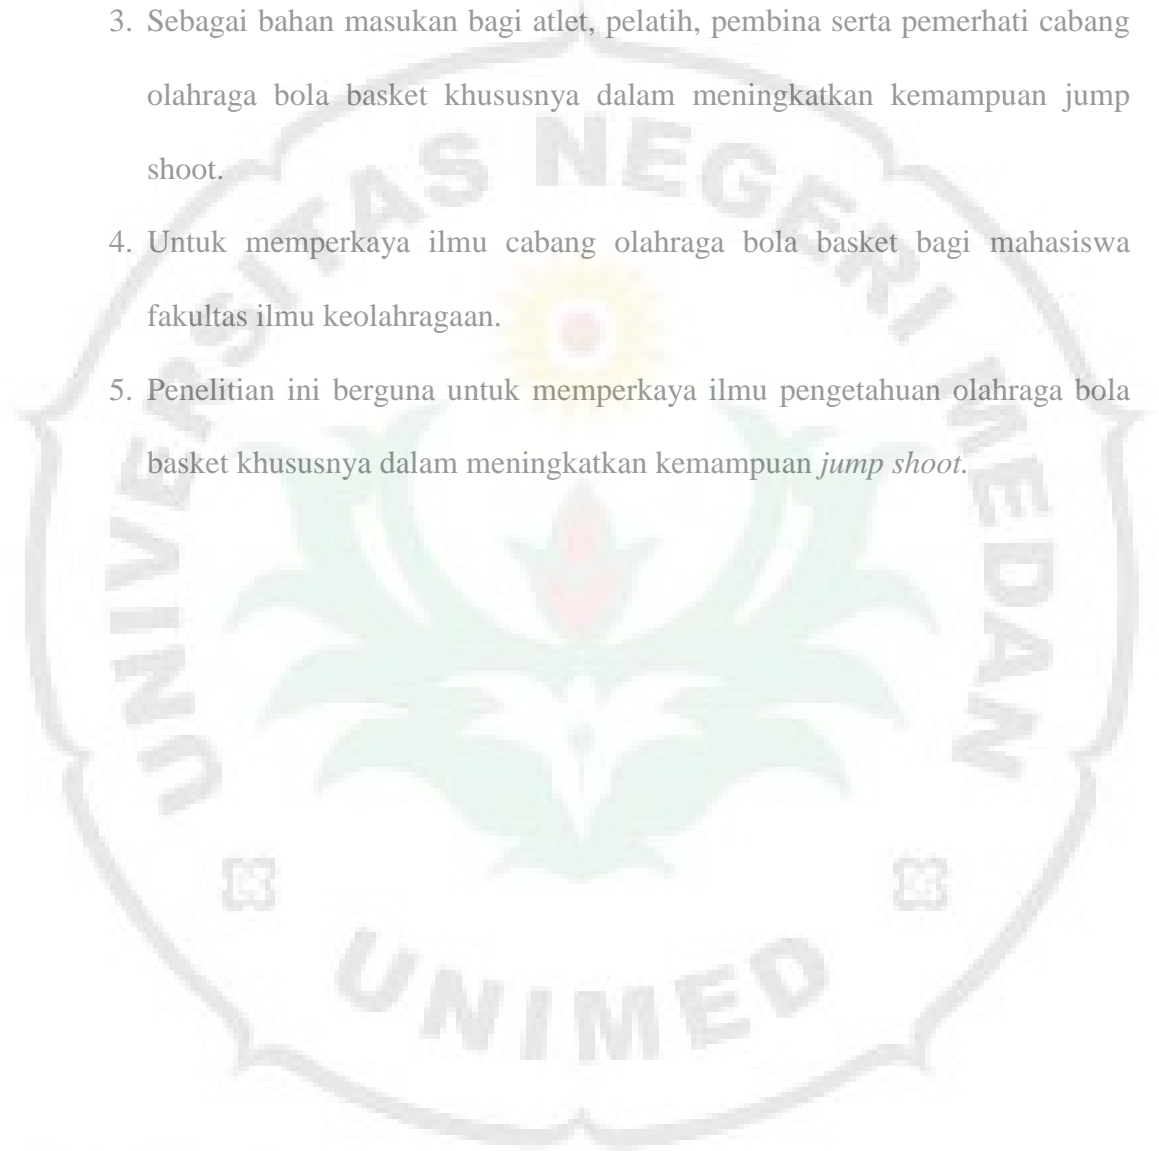 3. Sebagai bahan masukan bagi atlet, pelatih, pembina serta pemerhati cabang
olahraga bola basket khususnya dalam meningkatkan kemampuan jump
shoot.
4. Untuk memperkaya ilmu cabang olahraga bola basket bagi mahasiswa
fakultas ilmu keolahragaan.
5. Penelitian ini berguna untuk memperkaya ilmu pengetahuan olahraga bola
basket khususnya dalam meningkatkan kemampuan jump shoot.
UNIVERSITAS NEGERI MEDAN
UNIMED